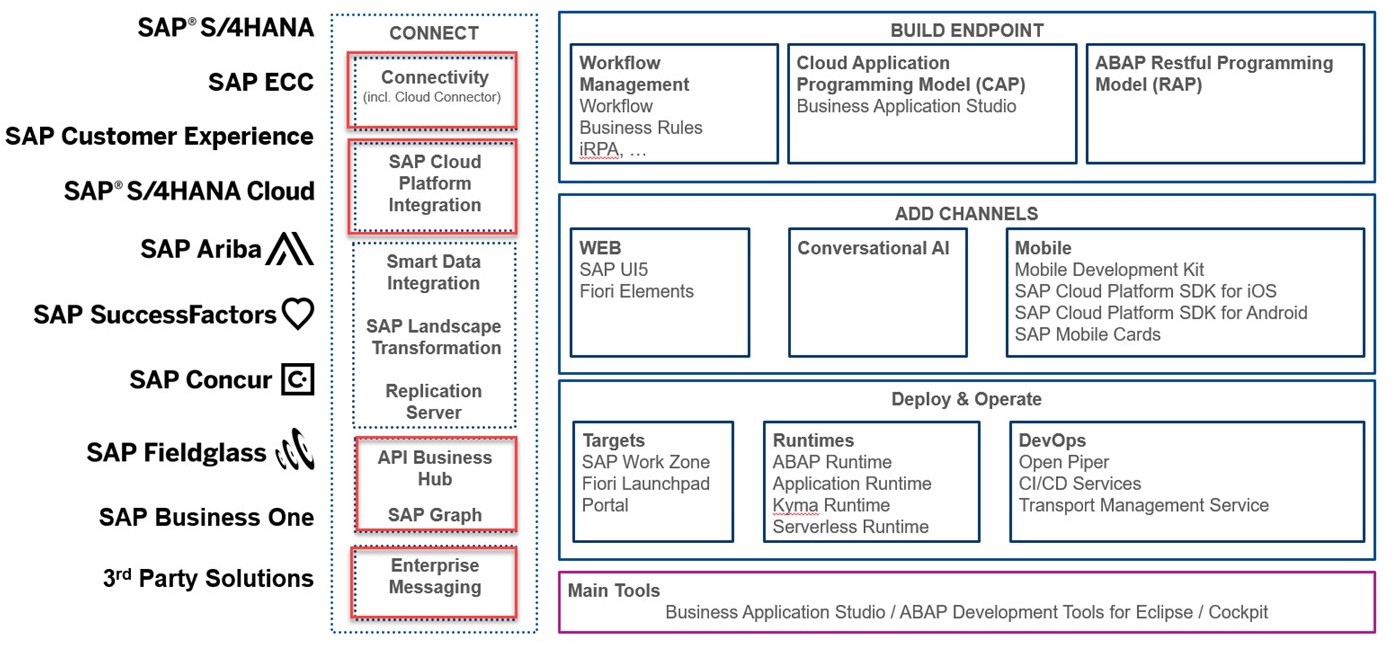 SAP® S/4HANA
SAP ECC
SAP Customer Experience
SAP® S/4HANA Cloud
SAP Ariba
SAP SuccessFactors
SAP Concur
C·
SAP Fieldglass
SAP Business One
3rd Party Solutions
CONNECT
Connectivity
(incl. Cloud Connector)
SAP Cloud
Platform
Integration
Smart Data
Integration
SAP Landscape
Transformation
Replication
Server
API Business
Hub
SAP Graph
Enterprise
Messaging
BUILD ENDPOINT
Workflow
Management
Workflow
Business Rules
iRPA, …
Cloud Application
Programming Model (CAP)
Business Application Studio
ABAP Restful Programming
Model (RAP)
ADD CHANNELS
WEB
SAP UI5
Fiori Elements
Conversational AI
Mobile
Mobile Development Kit
SAP Cloud Platform SDK for iOS
SAP Cloud Platform SDK for Android
SAP Mobile Cards
Deploy & Operate
Targets
SAP Work Zone
Fiori Launchpad
Portal
Runtimes
ABAP Runtime
Application Runtime
Kyma Runtime
Serverless Runtime
DevOps
Open Piper
CI/CD Services
Transport Management Service
Main Tools
Business Application Studio / ABAP Development Tools for Eclipse / Cockpit